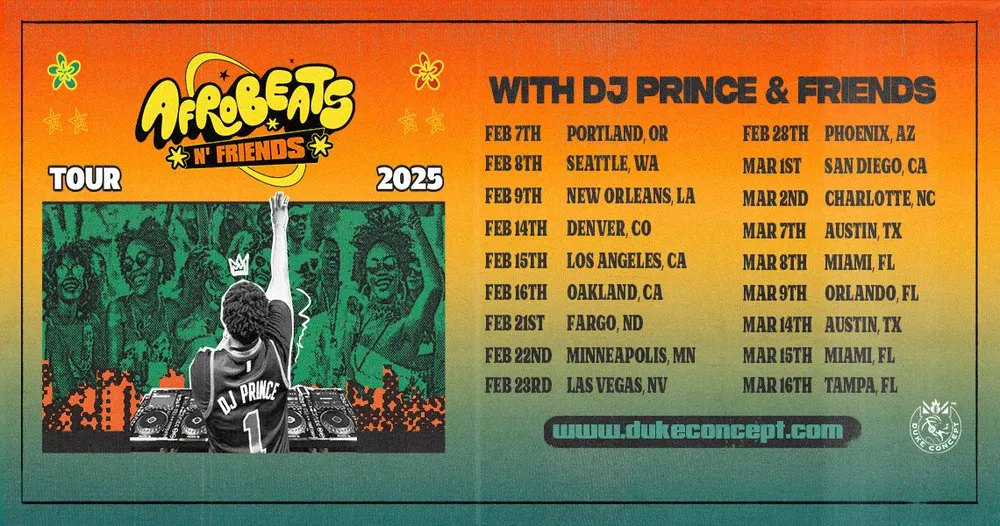 AFROBEATS
N' FRIENDS
TOUR 2025
DJ PRINCE
1
WITH DJ PRINCE & FRIENDS
FEB 7TH PORTLAND, OR
FEB 8TH SEATTLE, WA
FEB 9TH NEW ORLEANS, LA
FEB 14TH DENVER, CO
FEB 15TH LOS ANGELES, CA
FEB 16TH OAKLAND, CA
FEB 21ST FARGO, ND
FEB 22ND MINNEAPOLIS, MN
FEB 23RD LAS VEGAS, NV
FEB 28TH PHOENIX, AZ
MAR 1ST SAN DIEGO, CA
MAR 2ND CHARLOTTE, NC
MAR 7TH AUSTIN, TX
MAR 8TH MIAMI, FL
MAR 9TH ORLANDO, FL
MAR 14TH AUSTIN, TX
MAR 15TH MIAMI, FL
MAR 16TH TAMPA, FL
www.dukeconcept.com
DUKE CONCEPT